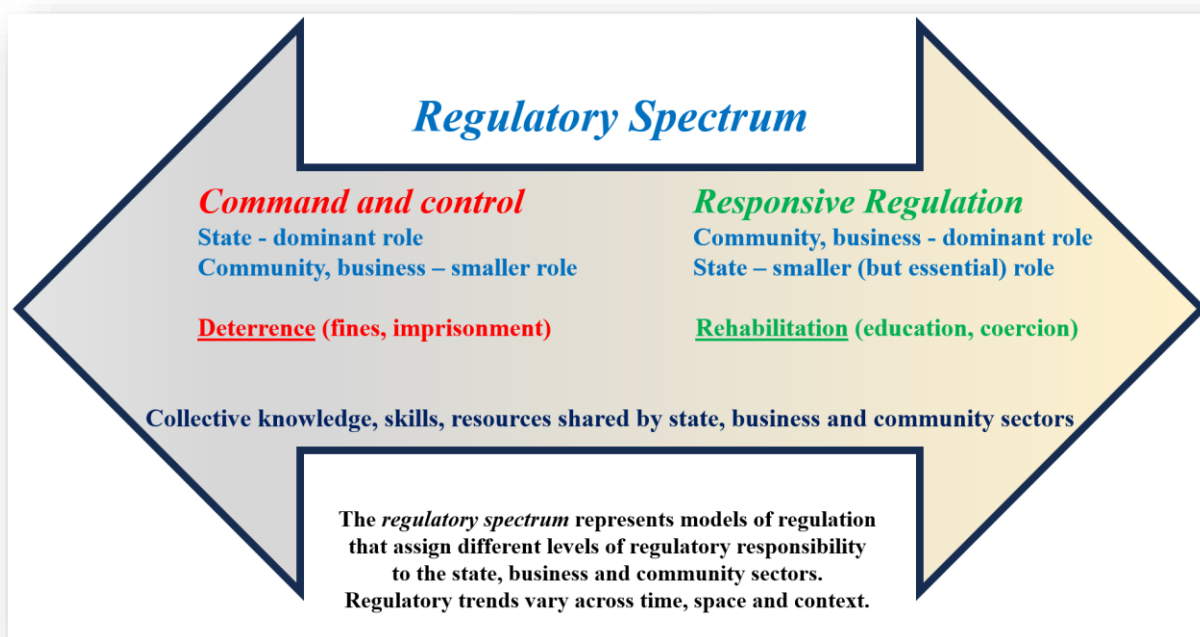 Regulatory Spectrum
Command and control
State - dominant role
Community, business – smaller role
Deterrence (fines, imprisonment)
Responsive Regulation
Community, business - dominant role
State – smaller (but essential) role
Rehabilitation (education, coercion)
Collective knowledge, skills, resources shared by state, business and community sectors
The regulatory spectrum represents models of regulation
that assign different levels of regulatory responsibility
to the state, business and community sectors.
Regulatory trends vary across time, space and context.